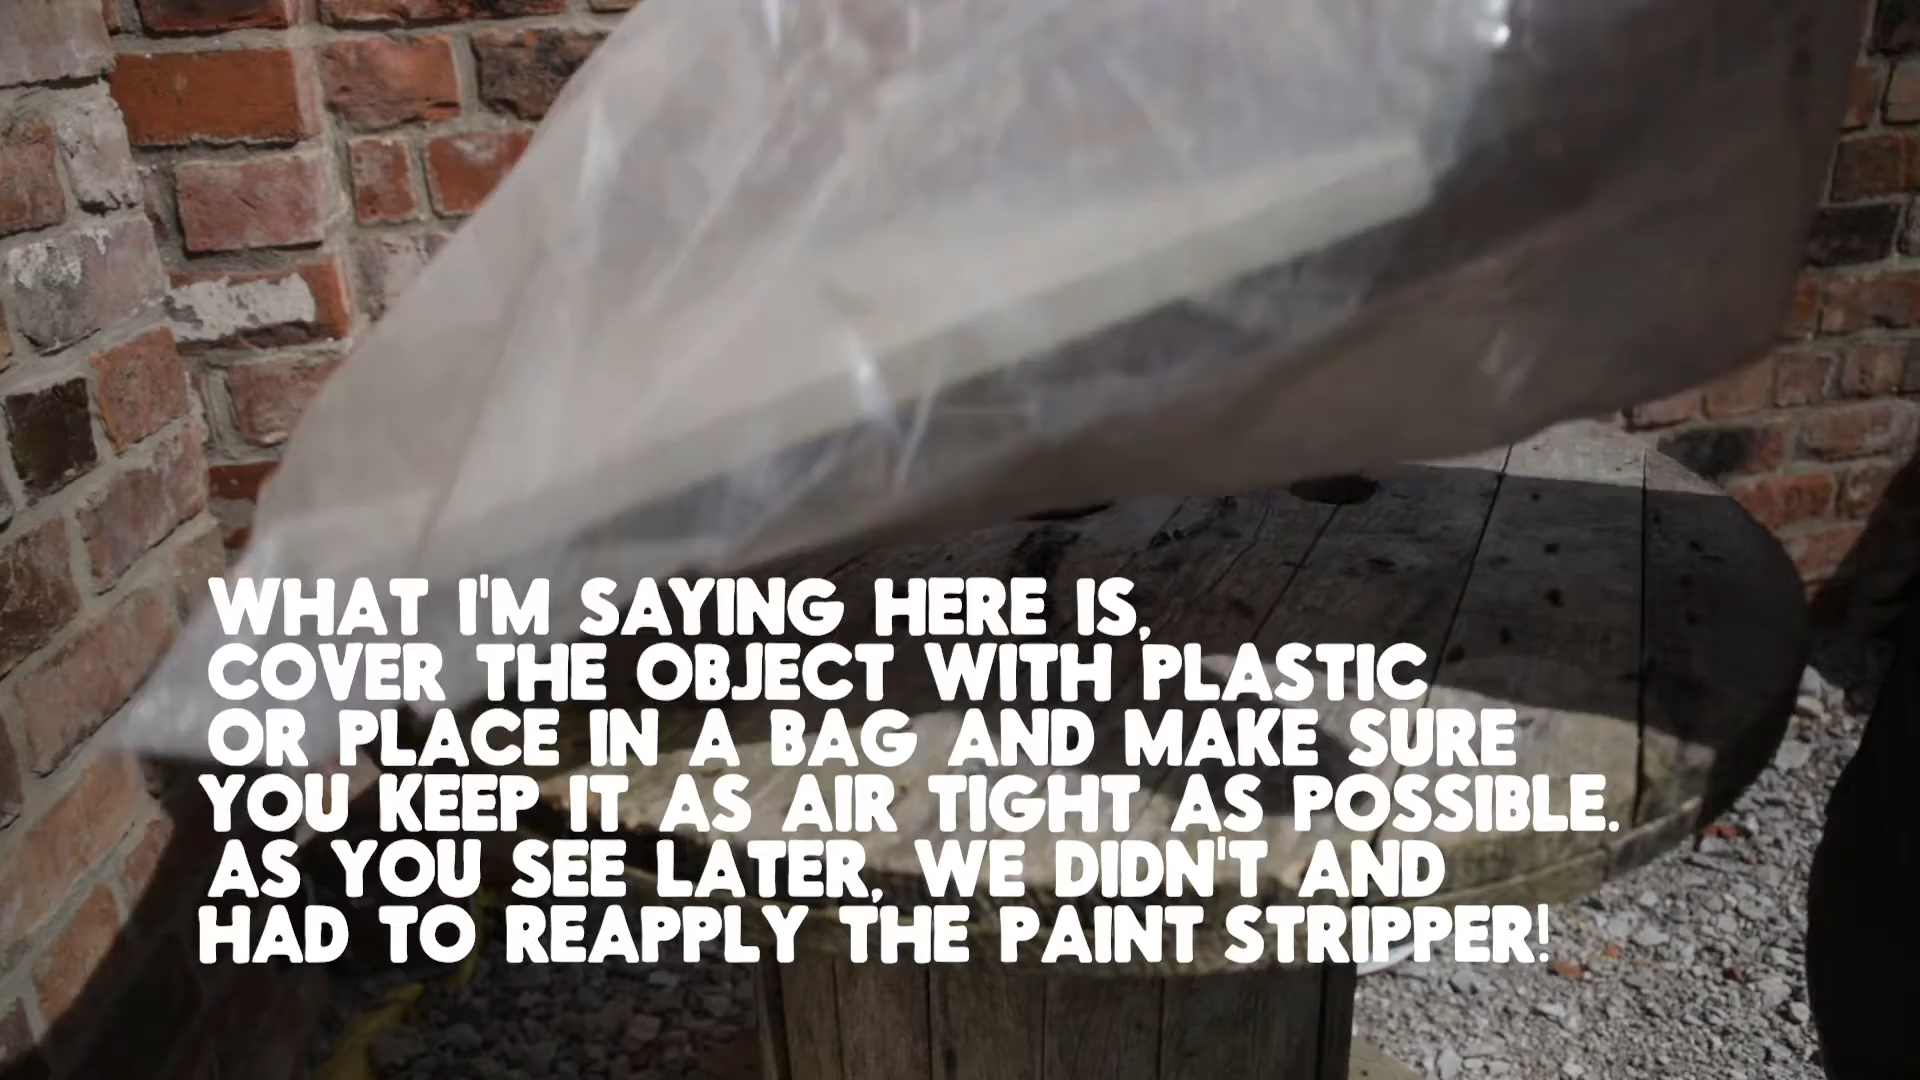 WHAT I'M SAYING HERE IS,
COVER THE OBJECT WITH PLASTIC
OR PLACE IN A BAG AND MAKE SURE
YOU KEEP IT AS AIR TIGHT AS POSSIBLE.
AS YOU SEE LATER, WE DIDN'T AND
HAD TO REAPPLY THE PAINT STRIPPER!